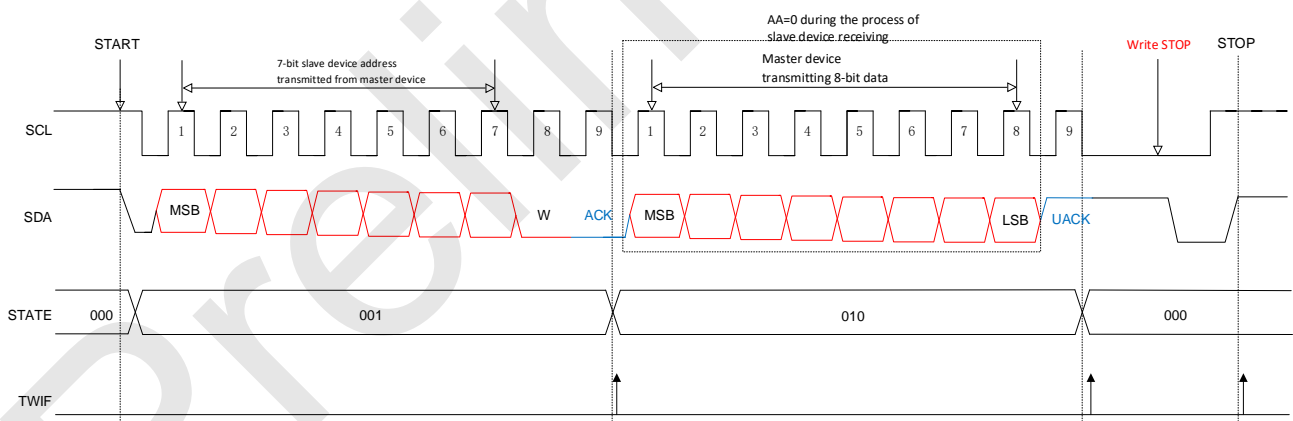 AA=0 during the process of
slave device receiving
START
Write STOP
STOP
7-bit slave device address
transmitted from master device
Master device
transmitting 8-bit data
SCL
1 2 3 4 5 6 7 8 9 1 2 3 4 5 6 7 8 9
SDA
MSB W ACK MSB LSB UACK
STATE 000 001 010 000
TWIF
Prelim